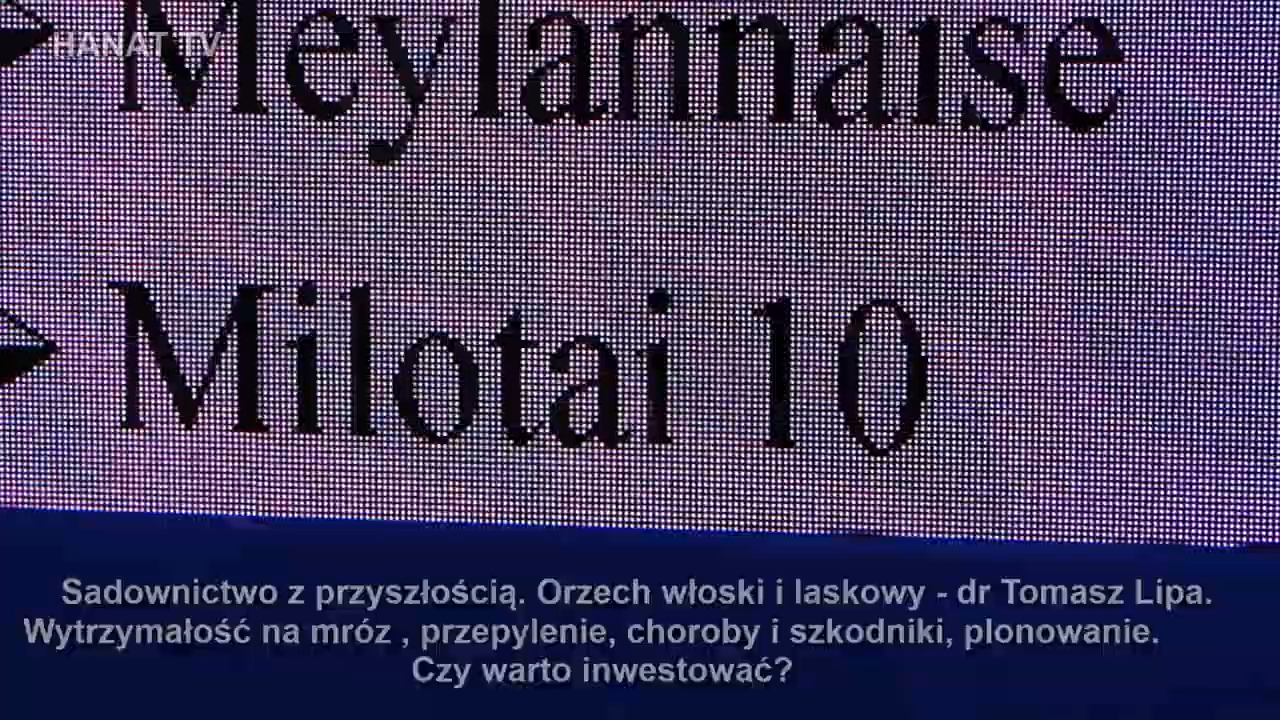 HANAT TV
Meylannaise
Milotai 10
Sadownictwo z przyszłością. Orzech włoski i laskowy - dr Tomasz Lipa.
Wytrzymałość na mróz , przepylenie, choroby i szkodniki, plonowanie.
Czy warto inwestować?